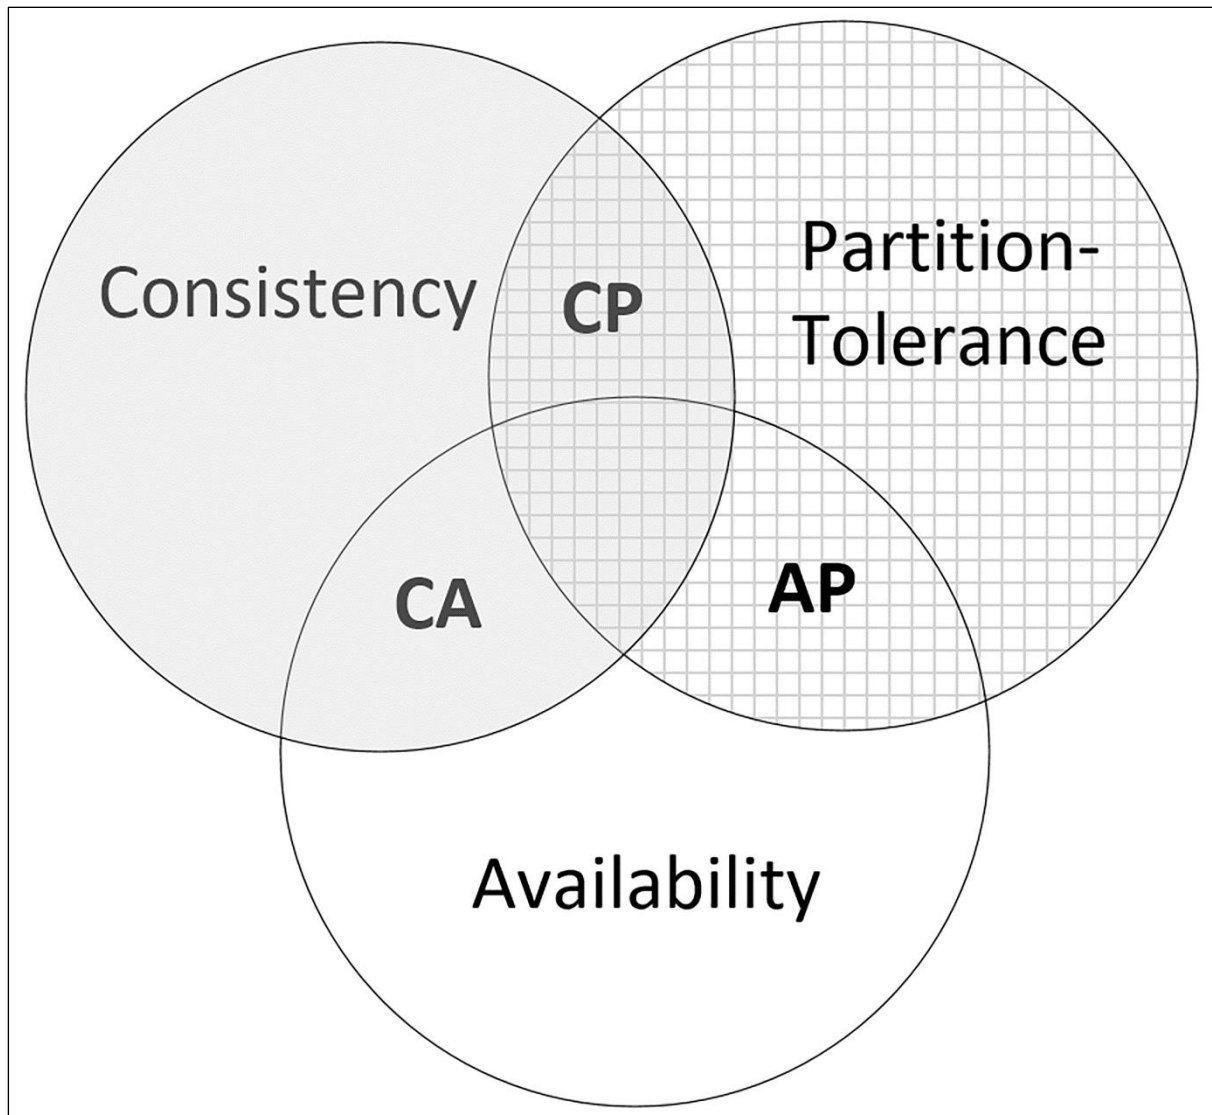 Consistency
CP
Partition-
Tolerance
CA
AP
Availability